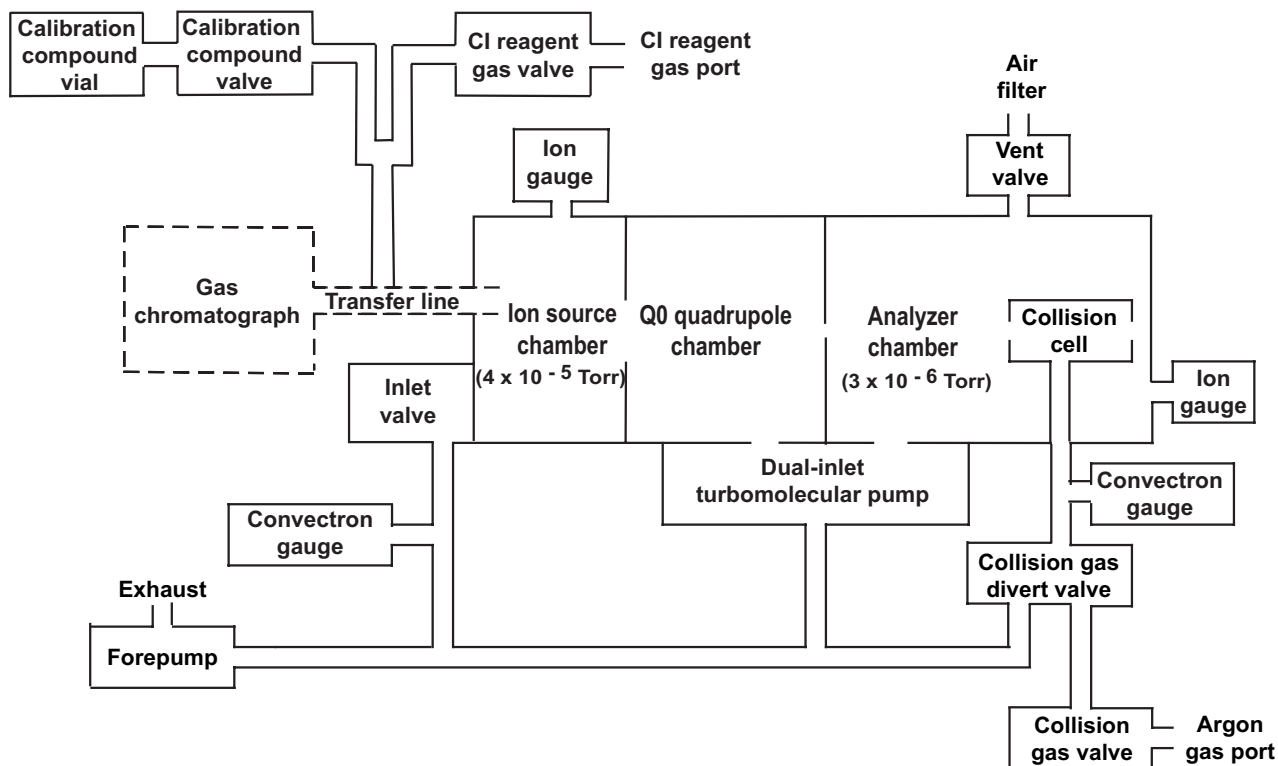 Calibration
compound
vial
Calibration
compound
valve
CI reagent
gas valve
CI reagent
gas port
Air
filter
Ion
gauge
Vent
valve
Gas
chromatograph
Transfer line
Ion source
chamber
(4 x 10 - 5 Torr)
Q0 quadrupole
chamber
Analyzer
chamber
(3 x 10 - 6 Torr)
Collision
cell
Inlet
valve
Ion
gauge
Dual-inlet
turbomolecular pump
Convectron
gauge
Convectron
gauge
Collision gas
divert valve
Exhaust
Forepump
Collision
gas valve
Argon
gas port